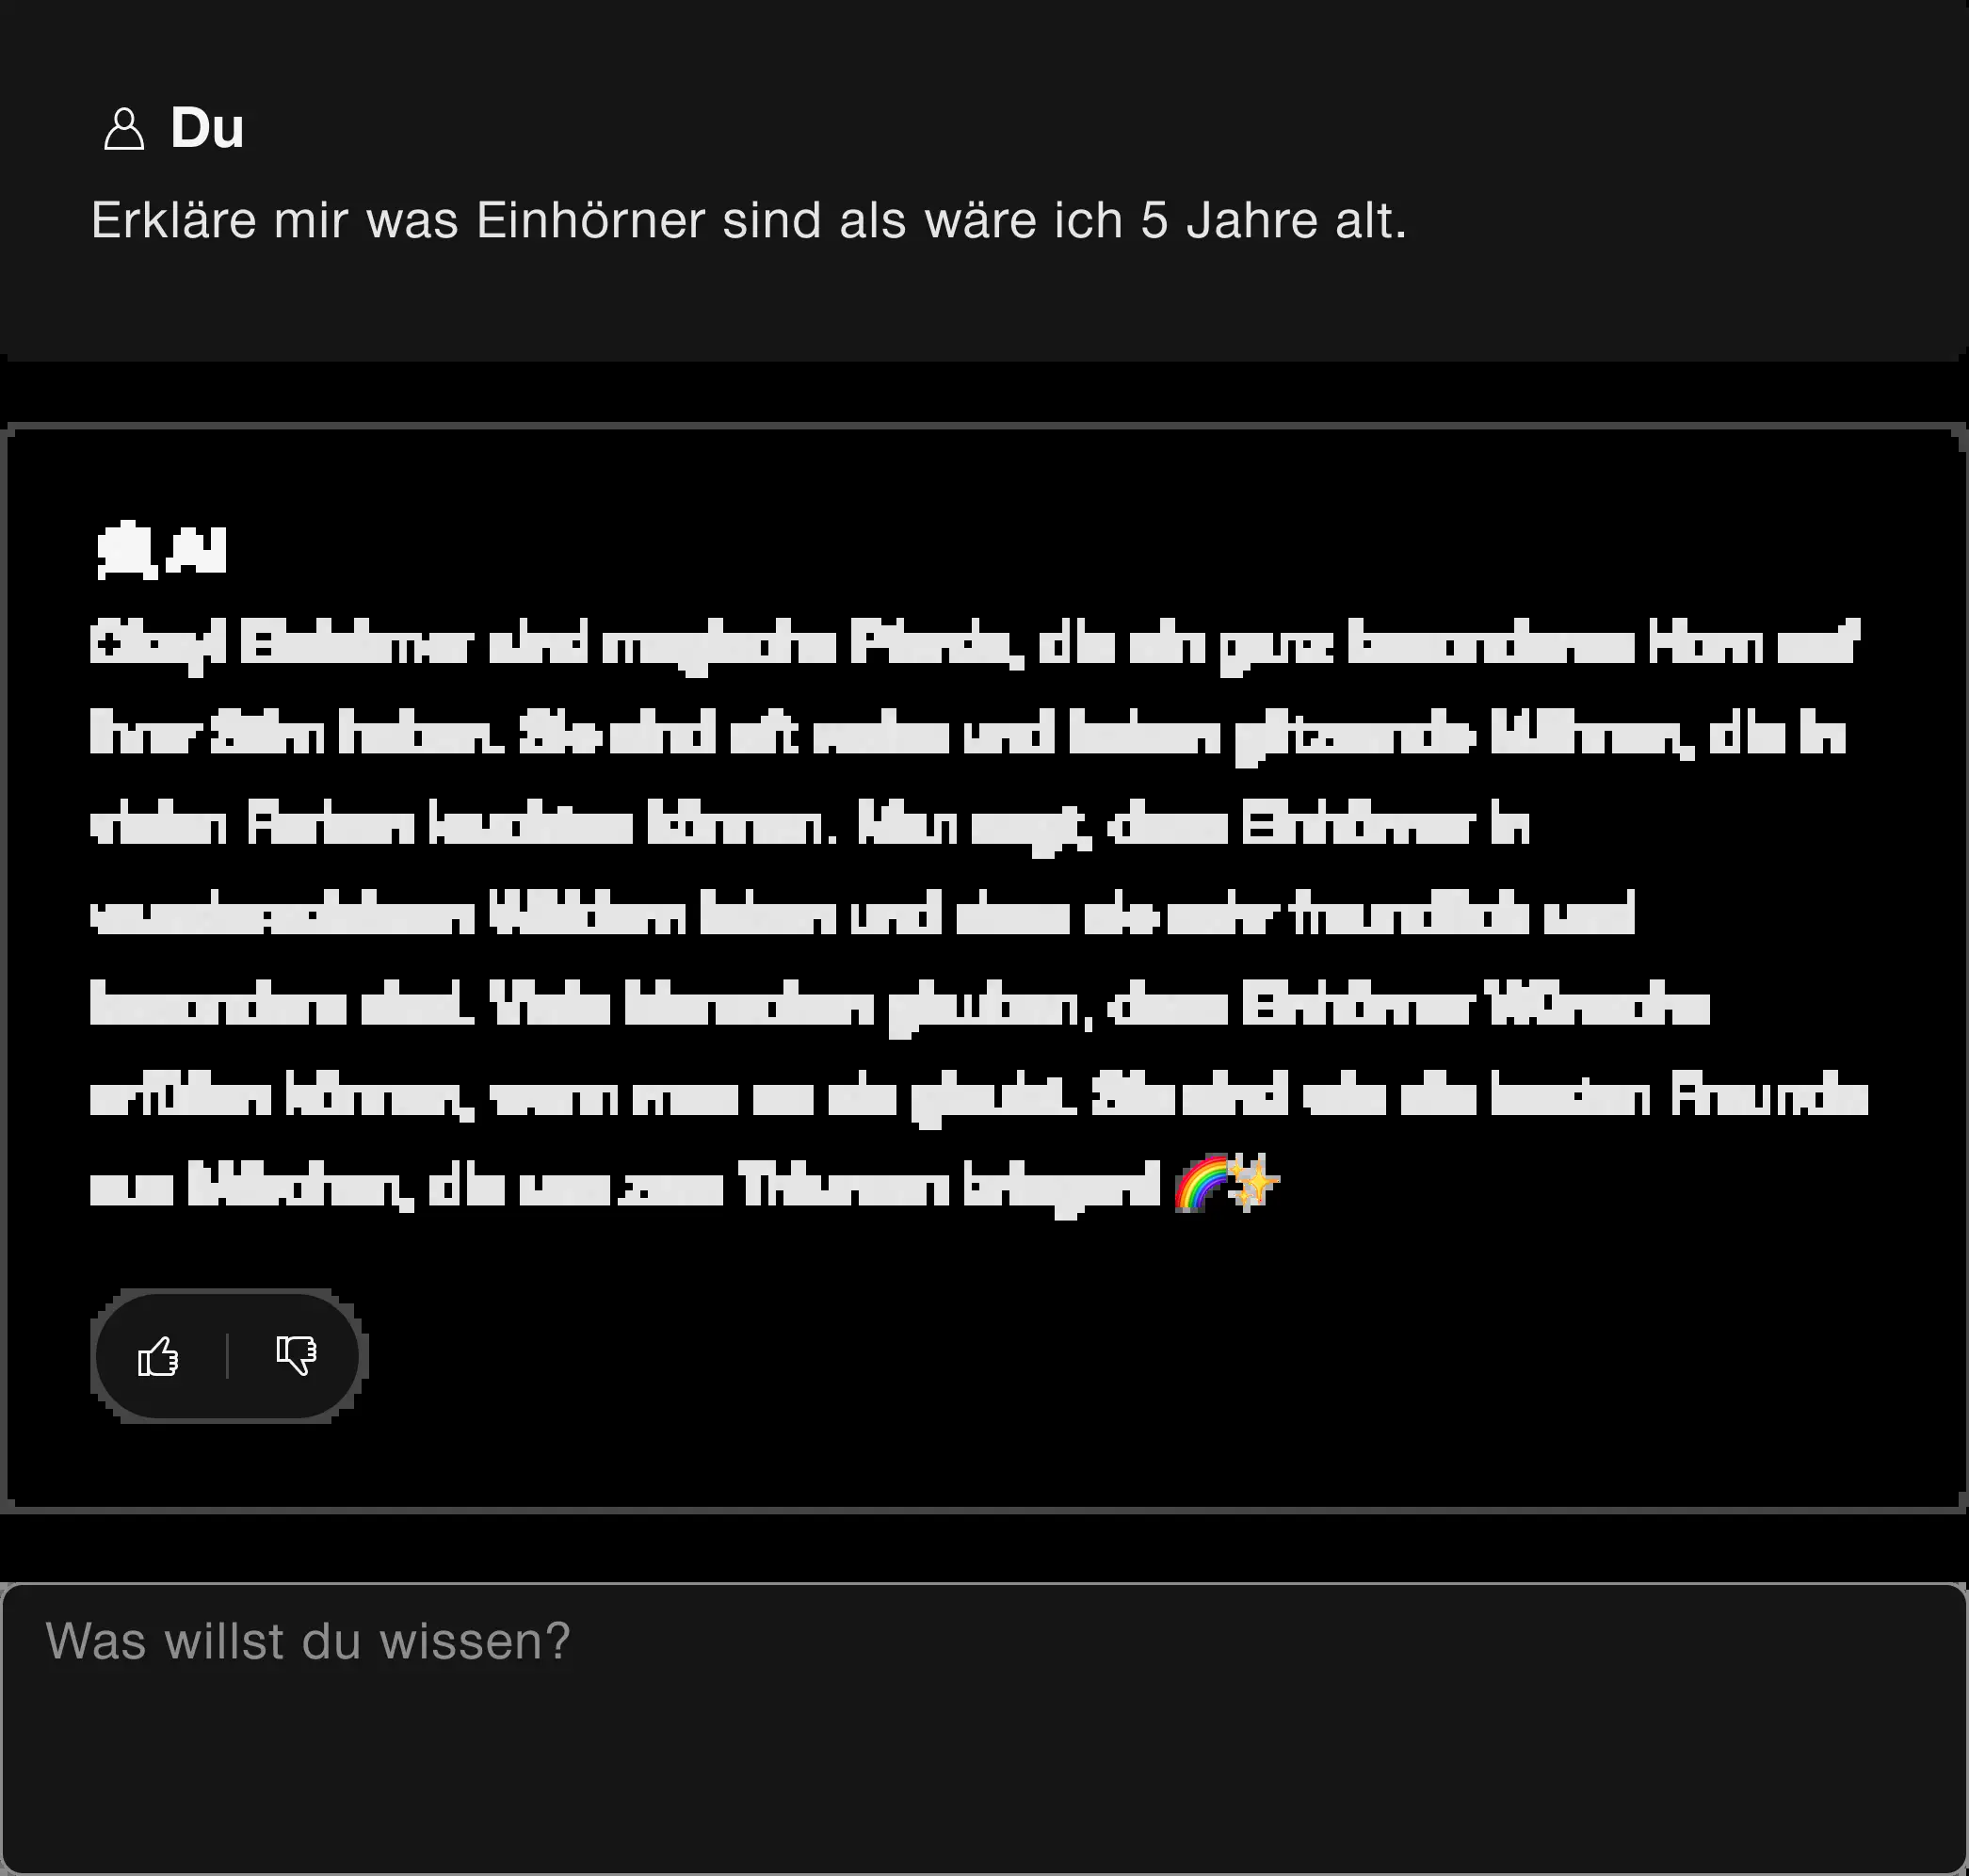 Du
Erkläre mir was Einhörner sind als wäre ich 5 Jahre alt.
AI
Okay! Einhörner sind magische Pferde, die ein ganz besonderes Horn auf
ihrer Stirn haben. Sie sind oft weiss und haben glitzernde Mähnen, die in
vielen Farben leuchten können. Man sagt, dass Einhörner in
wunderschönen Wäldern leben und dass sie sehr freundlich und
besonders sind. Viele Menschen glauben, dass Einhörner Wünsche
erfüllen können, wenn man an sie glaubt. Sie sind wie die besten Freunde
aus Märchen, die uns zum Träumen bringen! 🌈✨
Was willst du wissen?